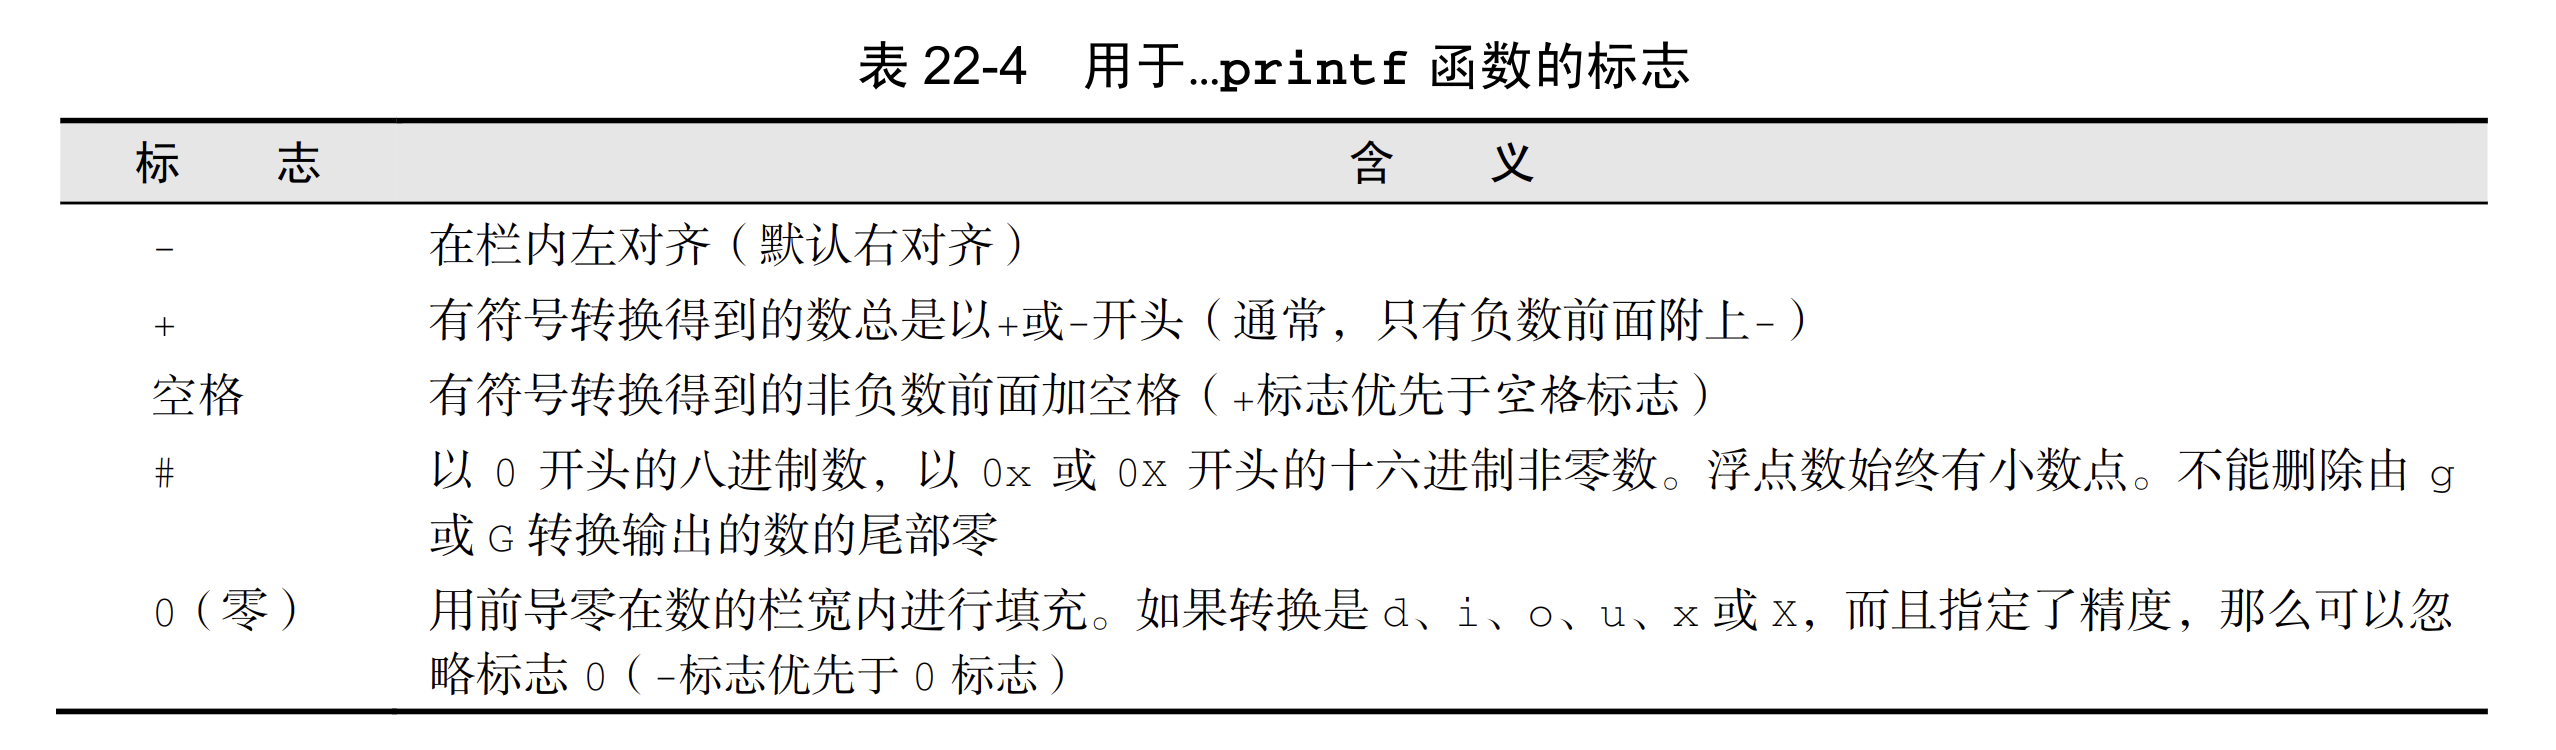 表 22-4 用于…printf 函数的标志
标 志 含 义
- 在栏内左对齐（默认右对齐）
+ 有符号转换得到的数总是以+或-开头（通常，只有负数前面附上-）
空格 有符号转换得到的非负数前面加空格（+标志优先于空格标志）
# 以 0 开头的八进制数，以 0x 或 0X 开头的十六进制非零数。浮点数始终有小数点。不能删除由 g
或 G 转换输出的数的尾部零
0（零） 用前导零在数的栏宽内进行填充。如果转换是 d、i、o、u、x 或 X，而且指定了精度，那么可以忽
略标志 0（-标志优先于 0 标志）